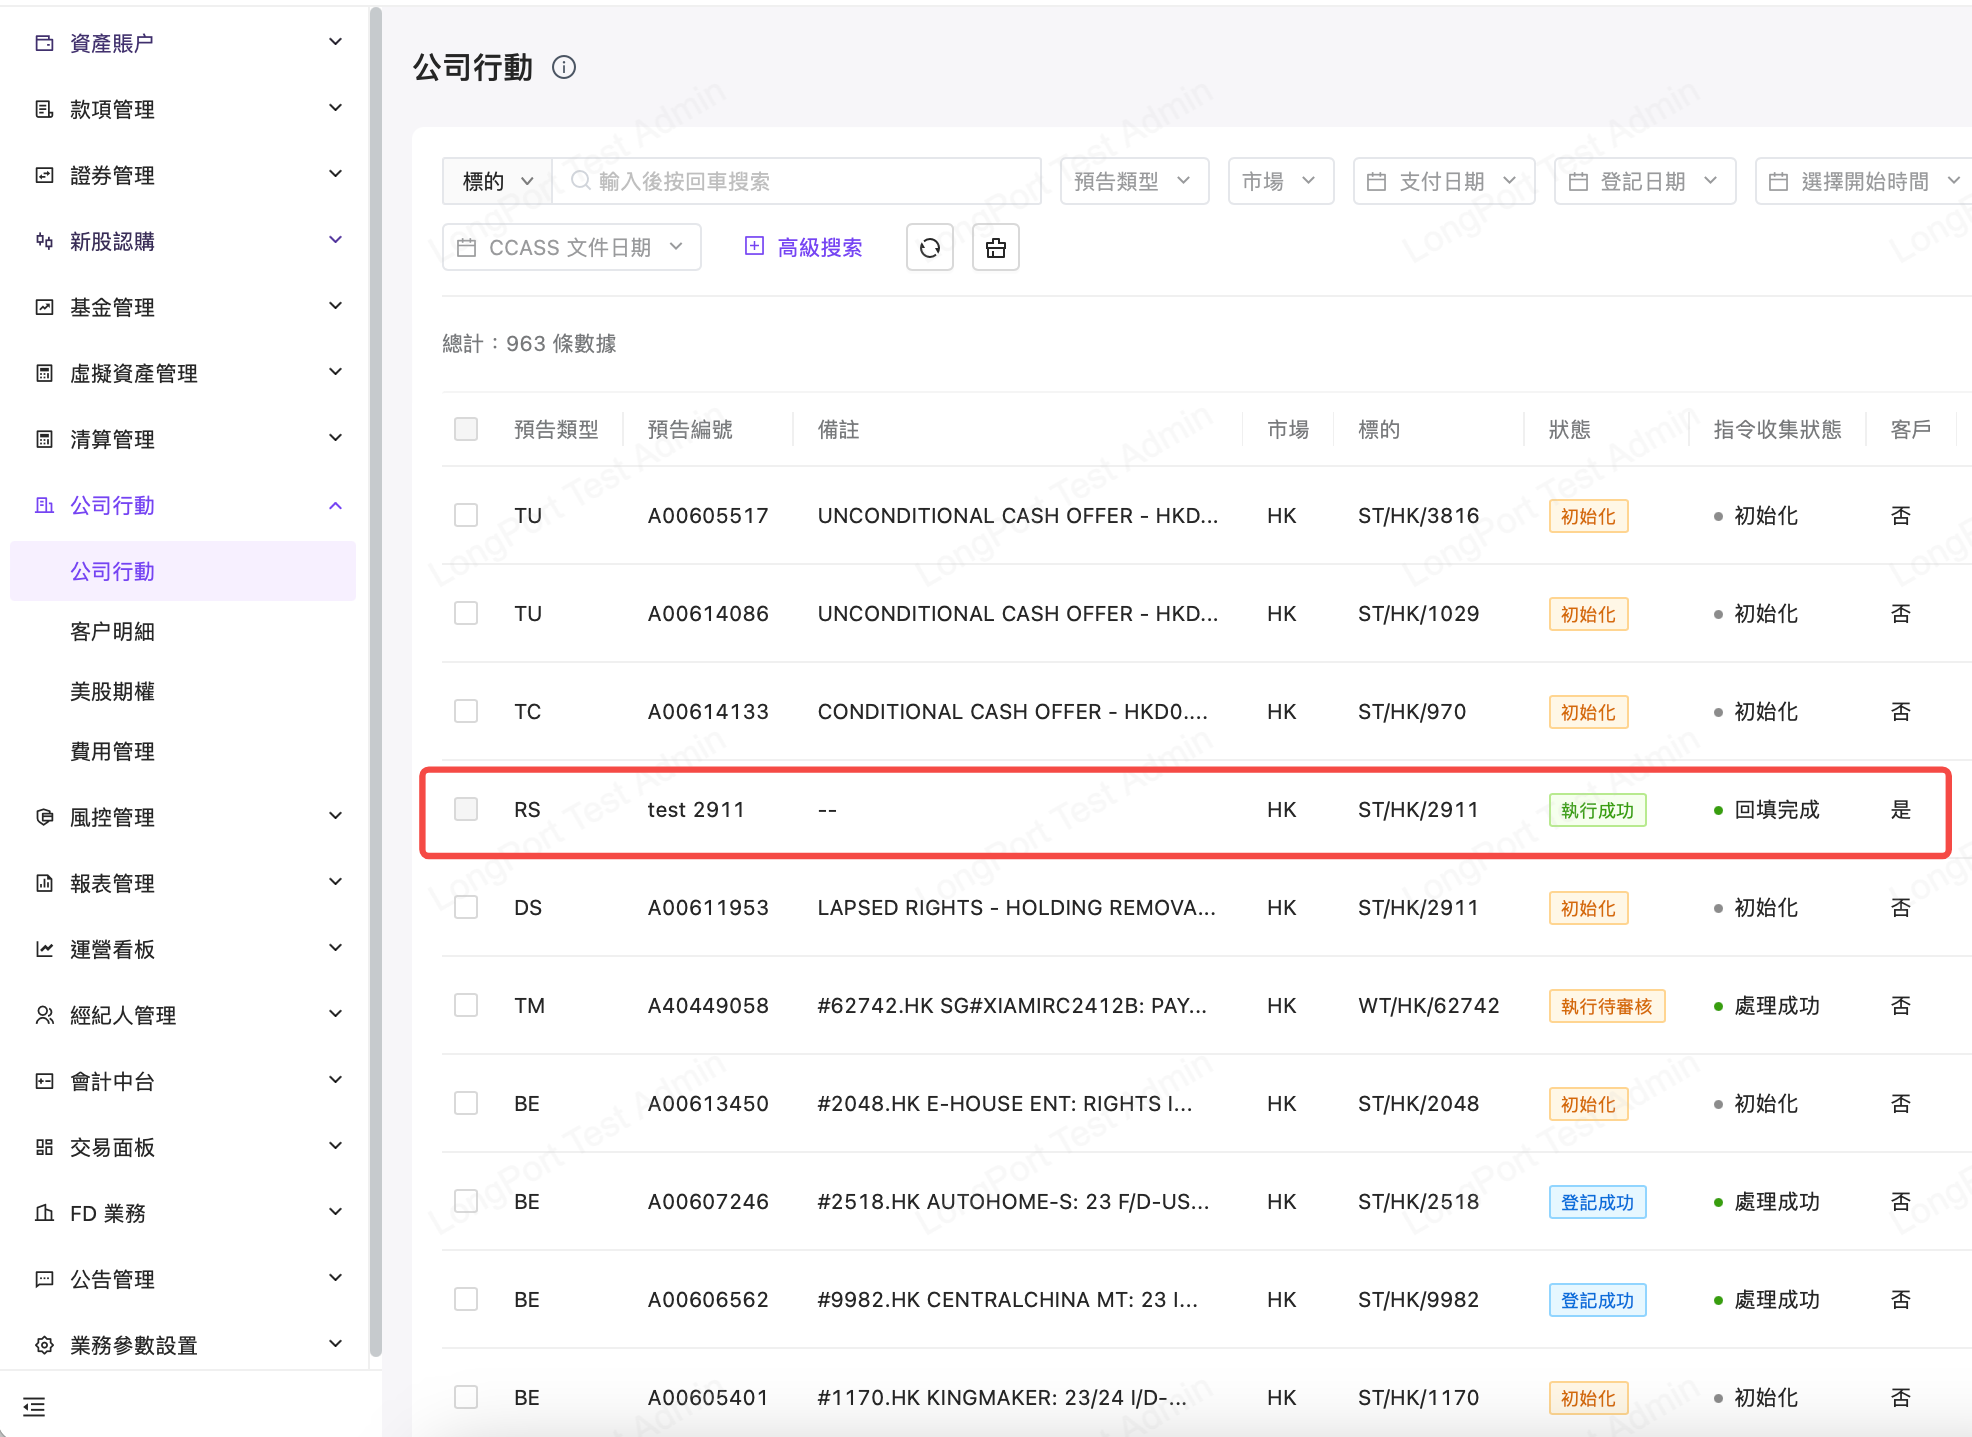 資產賬户
款項管理
證券管理
新股認購
基金管理
虛擬資產管理
清算管理
公司行動
公司行動
客户明細
美股期權
費用管理
風控管理
報表管理
運營看板
經紀人管理
會計中台
交易面板
FD 業務
公告管理
業務參數設置
公司行動
標的 輸入後按回車搜索 預告類型 市場 支付日期 登記日期 選擇開始時間
CCASS 文件日期 高級搜索
總計：963 條數據
預告類型 預告編號 備註 市場 標的 狀態 指令收集狀態 客戶
TU A00605517 UNCONDITIONAL CASH OFFER - HKD... HK ST/HK/3816 初始化 初始化 否
TU A00614086 UNCONDITIONAL CASH OFFER - HKD... HK ST/HK/1029 初始化 初始化 否
TC A00614133 CONDITIONAL CASH OFFER - HKD0.... HK ST/HK/970 初始化 初始化 否
RS test 2911 -- HK ST/HK/2911 執行成功 回填完成 是
DS A00611953 LAPSED RIGHTS - HOLDING REMOVA... HK ST/HK/2911 初始化 初始化 否
TM A40449058 #62742.HK SG#XIAMIRC2412B: PAY... HK WT/HK/62742 執行待審核 處理成功 否
BE A00613450 #2048.HK E-HOUSE ENT: RIGHTS I... HK ST/HK/2048 初始化 初始化 否
BE A00607246 #2518.HK AUTOHOME-S: 23 F/D-US... HK ST/HK/2518 登記成功 處理成功 否
BE A00606562 #9982.HK CENTRALCHINA MT: 23 I... HK ST/HK/9982 登記成功 處理成功 否
BE A00605401 #1170.HK KINGMAKER: 23/24 I/D-... HK ST/HK/1170 初始化 初始化 否
LongPort Test Admin